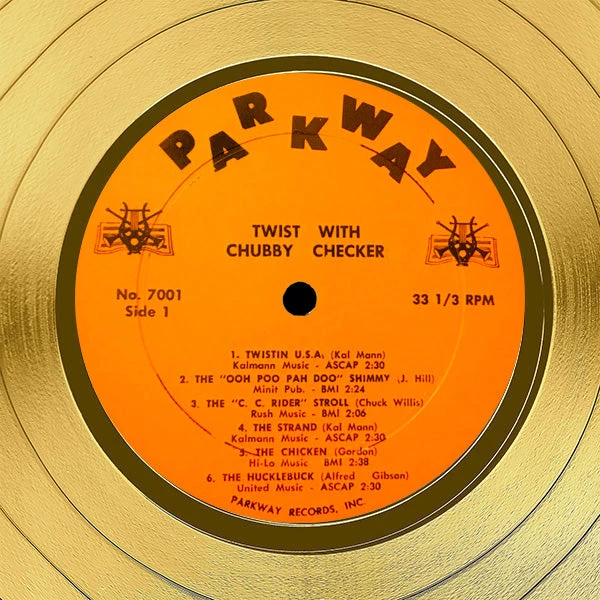 PARKWAY
TWIST WITH
CHUBBY CHECKER
No. 7001
Side 1
33 1/3 RPM
1. TWISTIN U.S.A. (Kal Mann)
Kalmann Music - ASCAP 2:30
2. THE "OOH POO PAH DOO" SHIMMY (J. Hill)
Minit Pub. - BMI 2:24
3. THE "C. C. RIDER" STROLL (Chuck Willis)
Rush Music - BMI 2:06
4. THE STRAND (Kal Mann)
Kalmann Music - ASCAP 2:30
5. THE CHICKEN (Gordon)
Hi-Lo Music BMI 2:38
6. THE HUCKLEBUCK (Alfred Gibson)
United Music - ASCAP 2:30
PARKWAY RECORDS, INC.